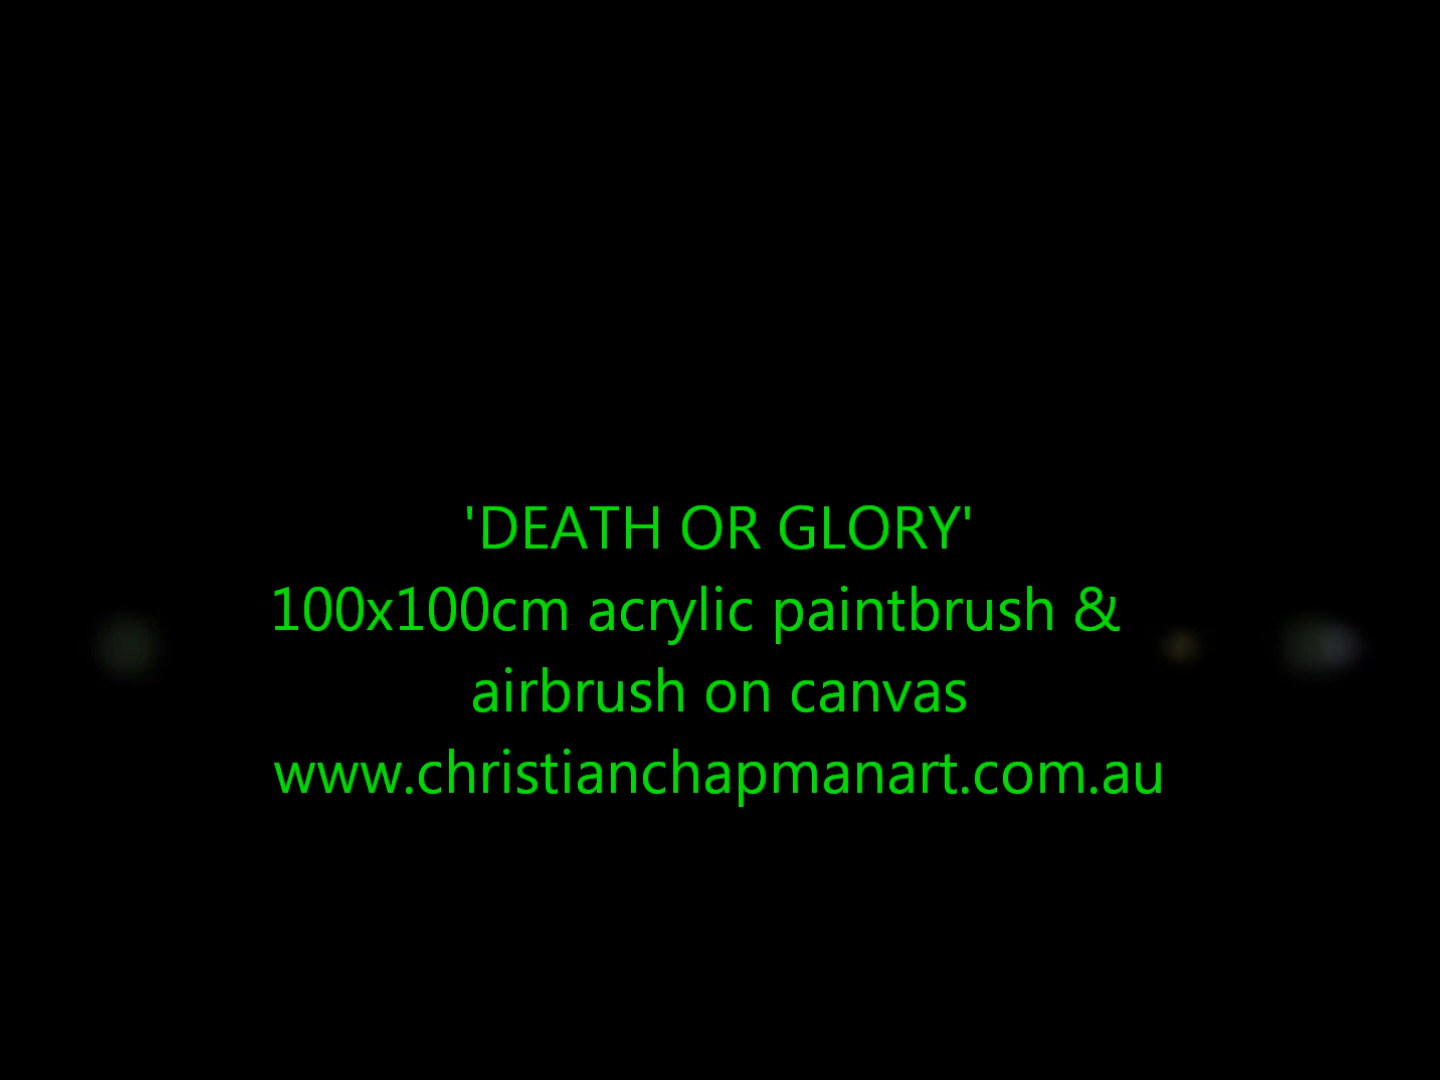 'DEATH OR GLORY'
100x100cm acrylic paintbrush &
airbrush on canvas
www.christianchapmanart.com.au